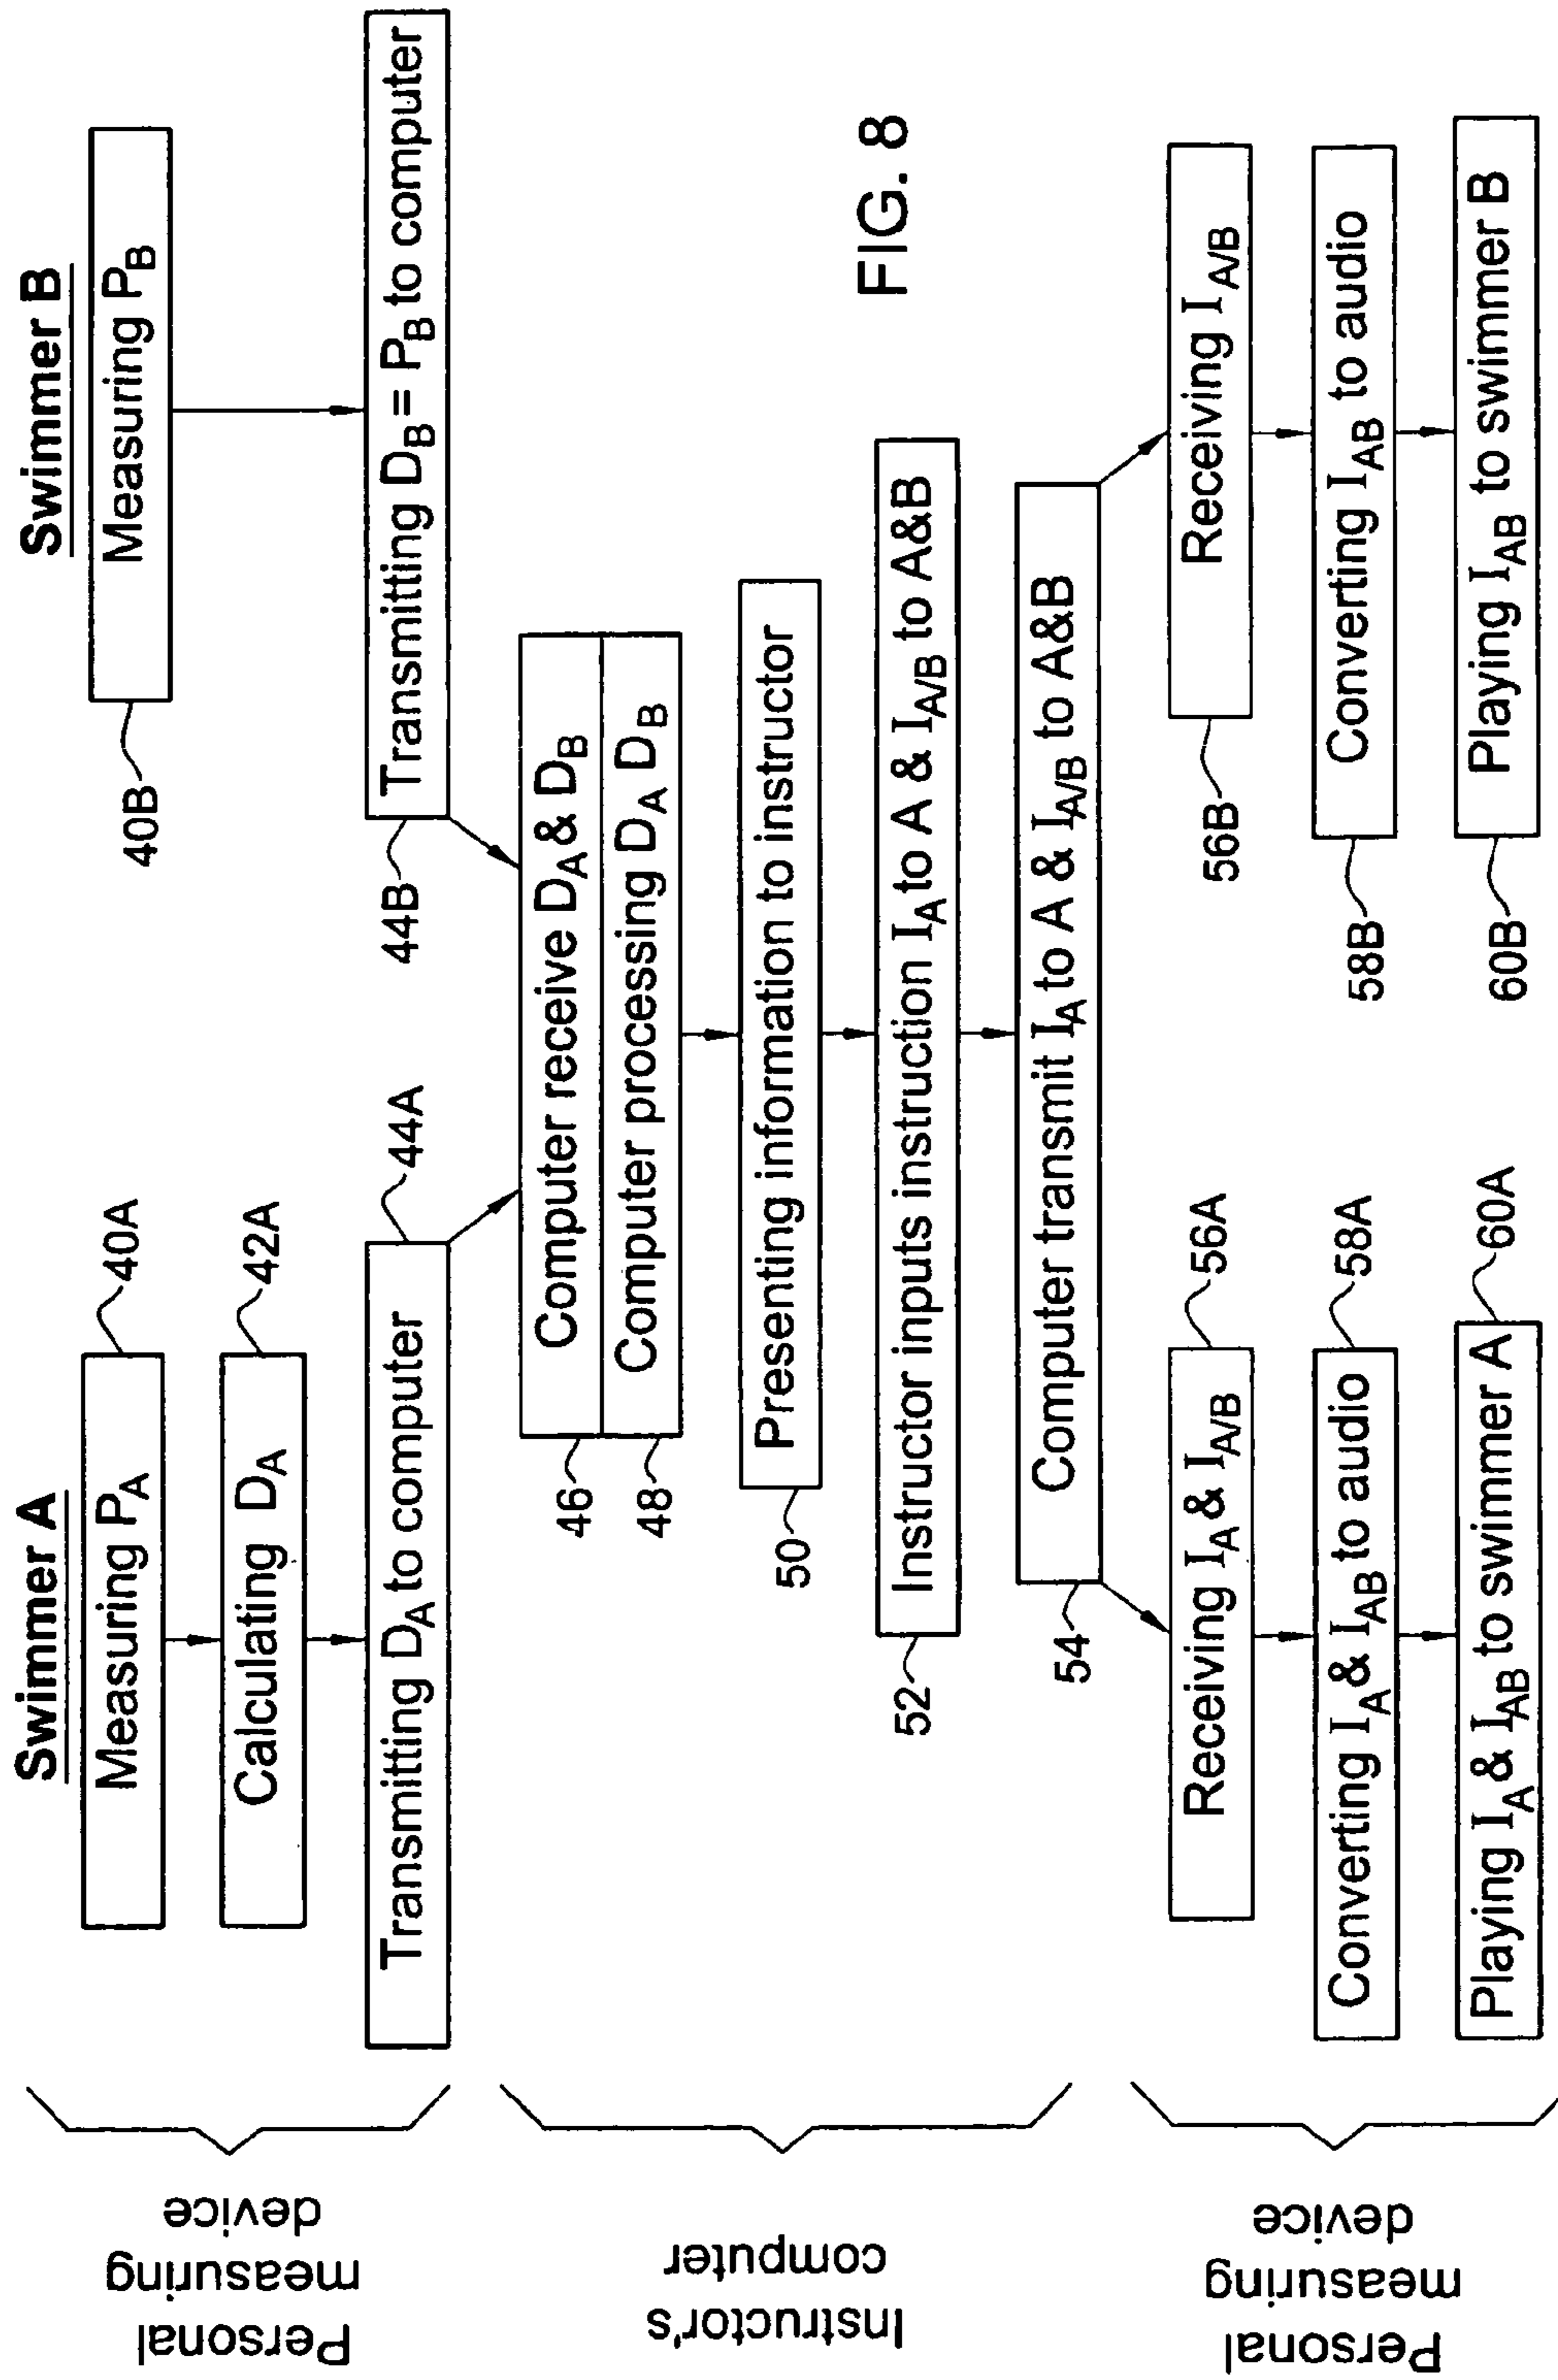 Swimmer A
Swimmer B
Personal
measuring
device
Measuring P_A
40A
Measuring P_B
40B
Calculating D_A
42A
Transmitting D_A to computer
44A
Transmitting D_B = P_B to computer
44B
Instructor's
computer
Computer receive D_A & D_B
46
Computer processing D_A D_B
48
Presenting information to instructor
50
Instructor inputs instruction I_A to A & I_A/B to A&B
52
Computer transmit I_A to A & I_A/B to A&B
54
FIG. 8
Personal
measuring
device
Receiving I_A & I_A/B
56A
Receiving I_A/B
56B
Converting I_A & I_AB to audio
58A
Converting I_AB to audio
58B
Playing I_A & I_AB to swimmer A
60A
Playing I_AB to swimmer B
60B